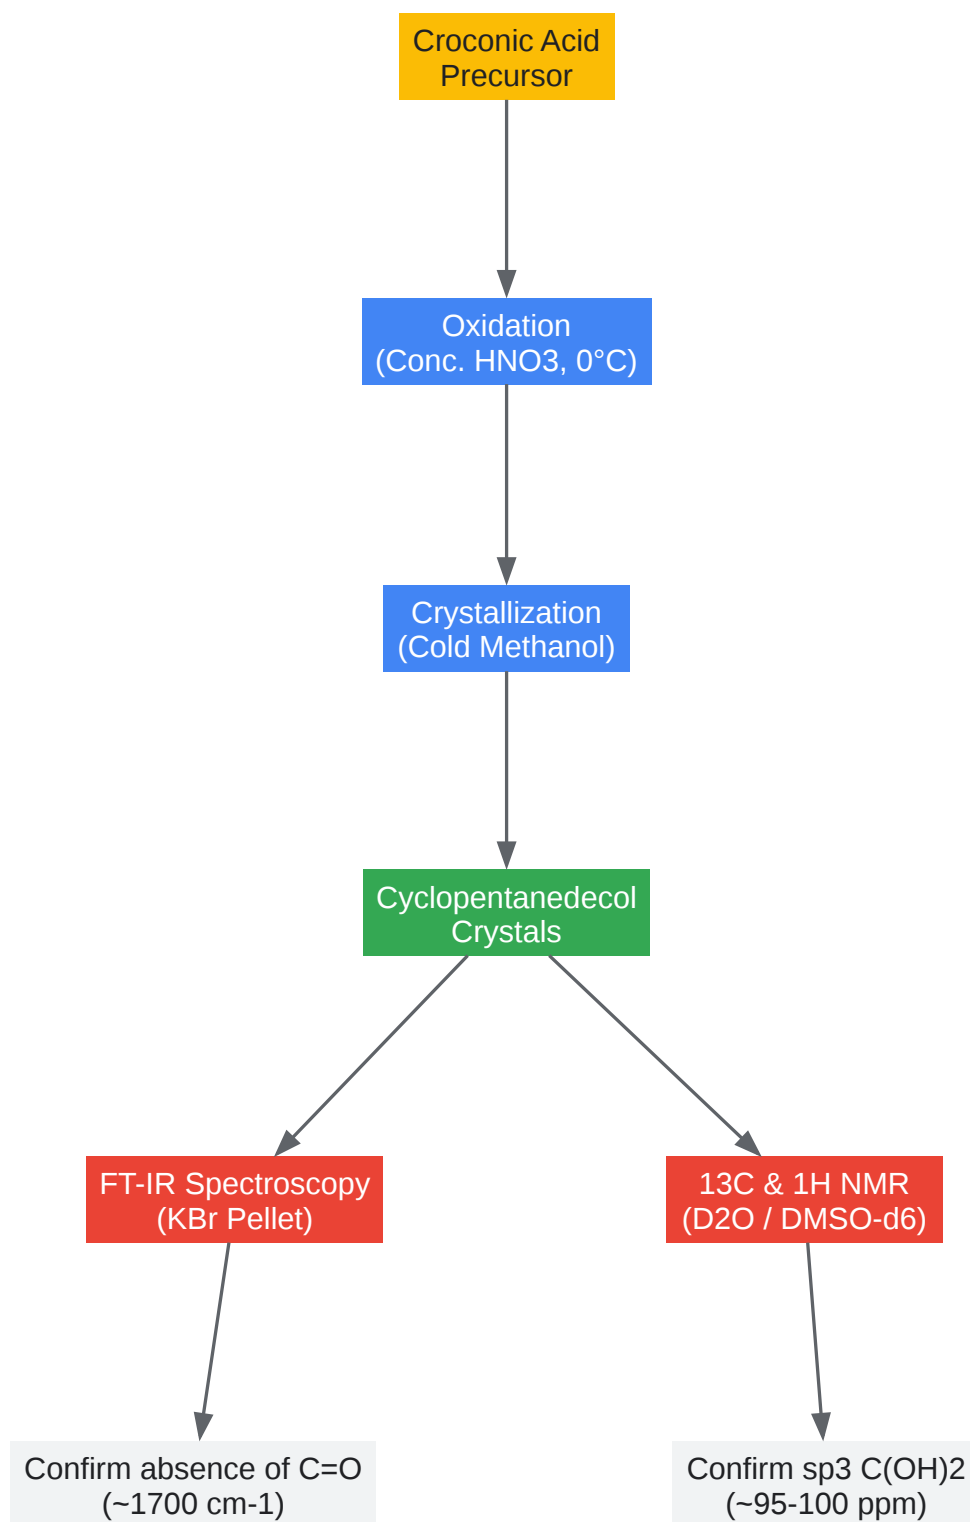 Croconic Acid
Precursor
Oxidation
(Conc. HNO3, 0°C)
Crystallization
(Cold Methanol)
Cyclopentanedecol
Crystals
FT-IR Spectroscopy
(KBr Pellet)
13C & 1H NMR
(D2O / DMSO-d6)
Confirm absence of C=O
(~1700 cm-1)
Confirm sp3 C(OH)2
(~95-100 ppm)